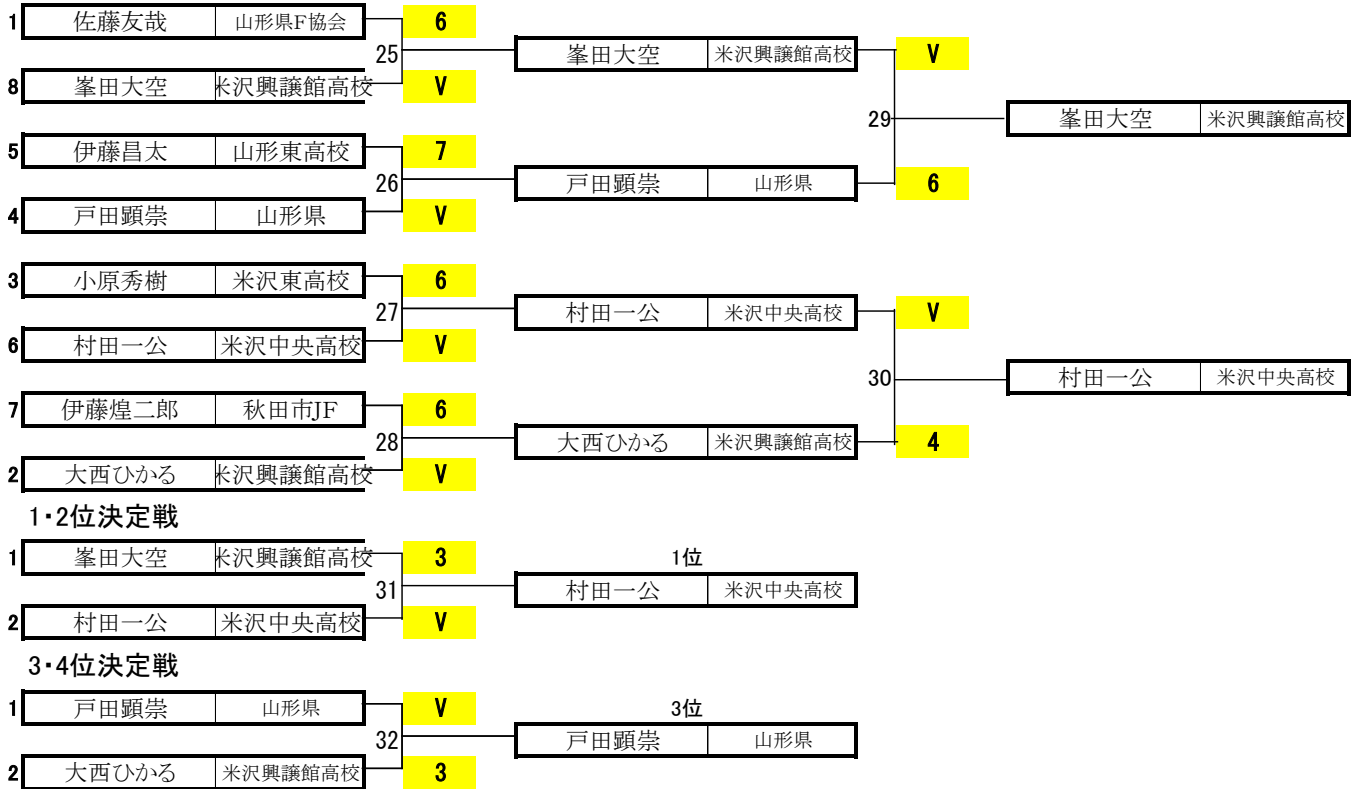 1 佐藤友哉 山形県F協会 6
25 峯田大空 米沢興譲館高校 V
8 峯田大空 米沢興譲館高校 V
29 峯田大空 米沢興譲館高校
5 伊藤昌太 山形東高校 7
26 戸田顕崇 山形県 6
4 戸田顕崇 山形県 V
3 小原秀樹 米沢東高校 6
27 村田一公 米沢中央高校 V
6 村田一公 米沢中央高校 V
30 村田一公 米沢中央高校
7 伊藤煌二郎 秋田市JF 6
28 大西ひかる 米沢興譲館高校 4
2 大西ひかる 米沢興譲館高校 V
1・2位決定戦
1 峯田大空 米沢興譲館高校 3 1位
31 村田一公 米沢中央高校
2 村田一公 米沢中央高校 V
3・4位決定戦
1 戸田顕崇 山形県 V 3位
32 戸田顕崇 山形県
2 大西ひかる 米沢興譲館高校 3